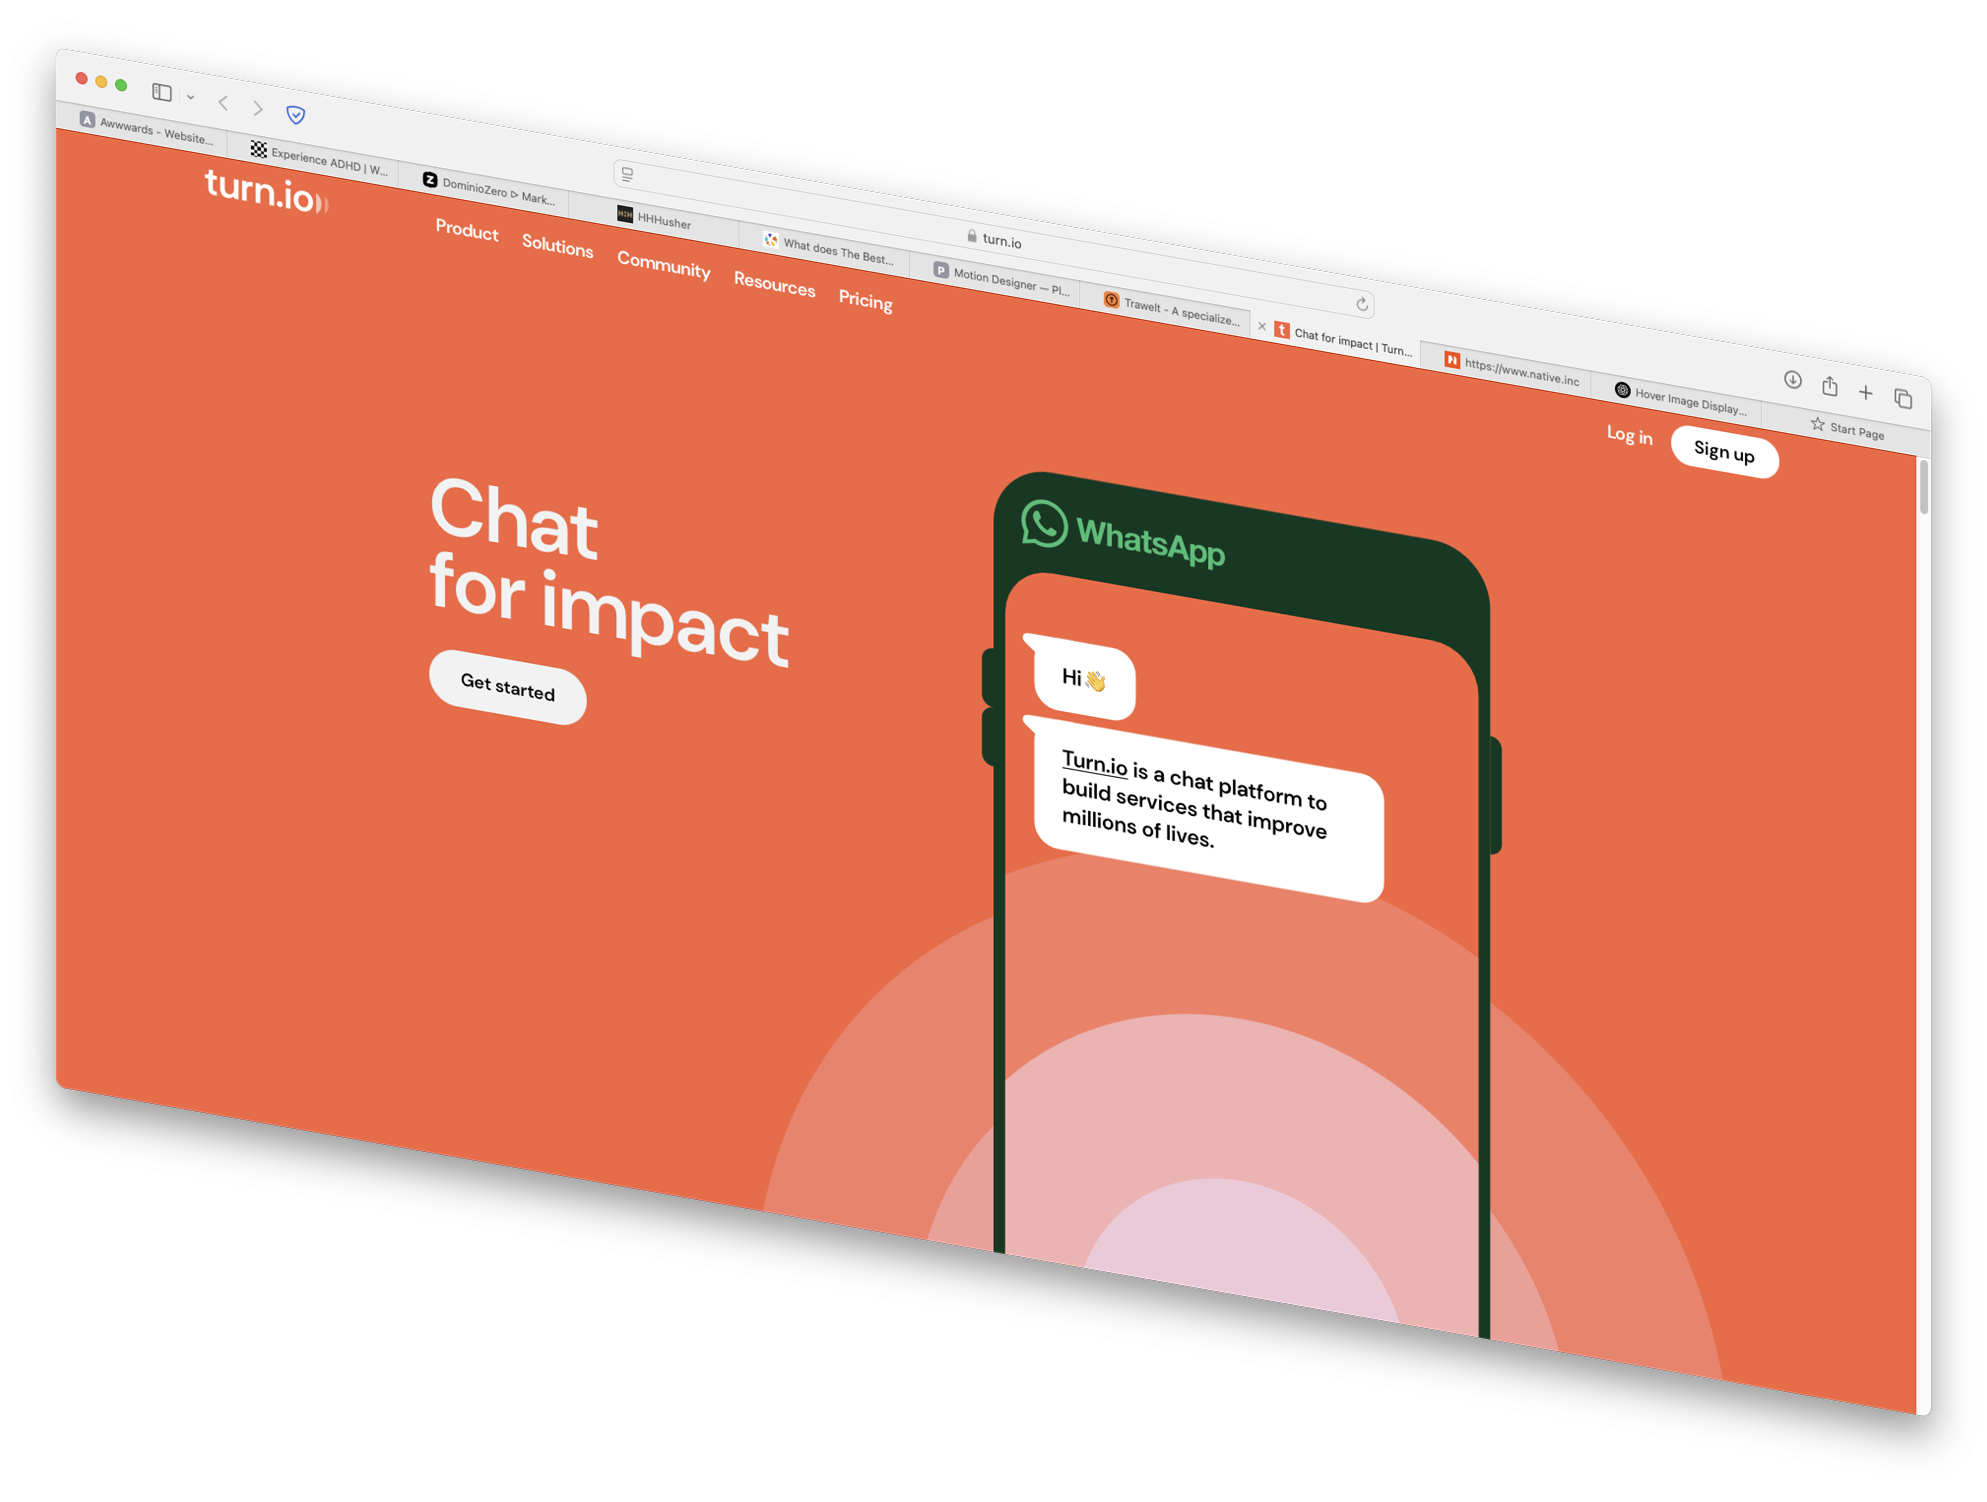 turn.io
Awwwards - Website...
Experience ADHD | W...
DominioZero ⊳ Mark...
HHHusher
What does The Best...
Motion Designer — Pl...
Trawelt - A specialize...
Chat for impact | Turn...
https://www.native.inc
Hover Image Display...
Start Page
turn.io
Product
Solutions
Community
Resources
Pricing
Log in
Sign up
Chat
for impact
Get started
WhatsApp
Hi👋
Turn.io is a chat platform to
build services that improve
millions of lives.